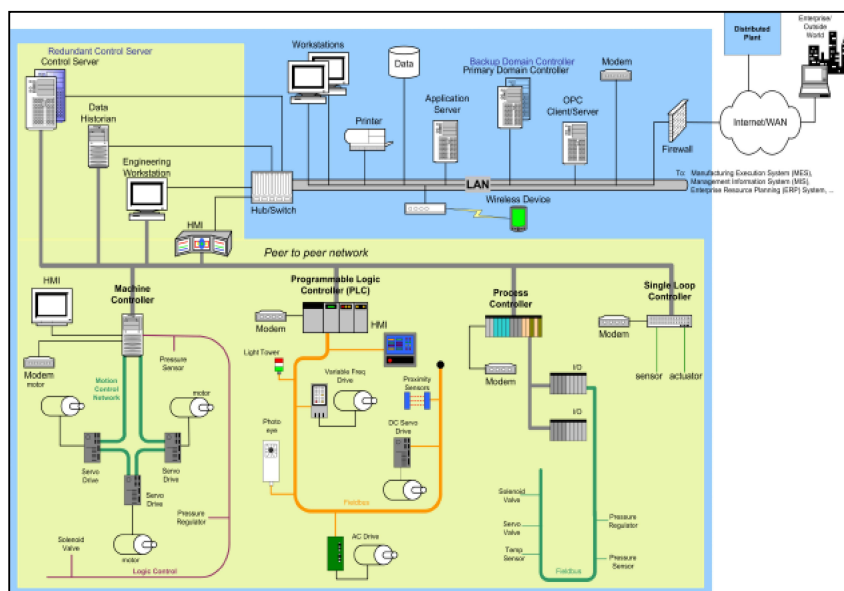 Redundant Control Server
Control Server
Data
Historian
Engineering
Workstation
HMI
Hub/Switch
Workstations
Printer
Data
Application
Server
Backup Domain Controller
Primary Domain Controller
OPC
Client/Server
Modem
Firewall
Distributed
Plant
Enterprise/
Outside
World
Internet/WAN
LAN
Wireless Device
To: Manufacturing Execution System (MES),
Management Information System (MIS),
Enterprise Resource Planning (ERP) System, ...
Peer to peer network
HMI
Machine
Controller
Modem
motor
Pressure
Sensor
Motion
Control
Network
motor
Servo
Drive
Servo
Drive
Servo
Drive
motor
Pressure
Regulator
Solenoid
Valve
Logic Control
Programmable Logic
Controller (PLC)
Modem
HMI
Light Tower
Variable Freq
Drive
Proximity
Sensors
Photo
eye
DC Servo
Drive
Fieldbus
AC Drive
Process
Controller
Modem
I/O
I/O
Solenoid
Valve
Servo
Valve
Temp
Sensor
Pressure
Regulator
Pressure
Sensor
Fieldbus
Single Loop
Controller
Modem
sensor
actuator